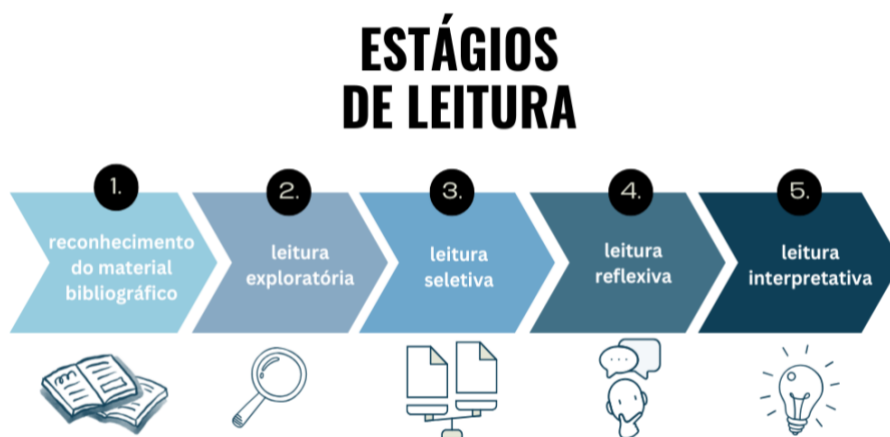 ESTÁGIOS
DE LEITURA
1.
reconhecimento
do material
bibliográfico
2.
leitura
exploratória
3.
leitura
seletiva
4.
leitura
reflexiva
5.
leitura
interpretativa